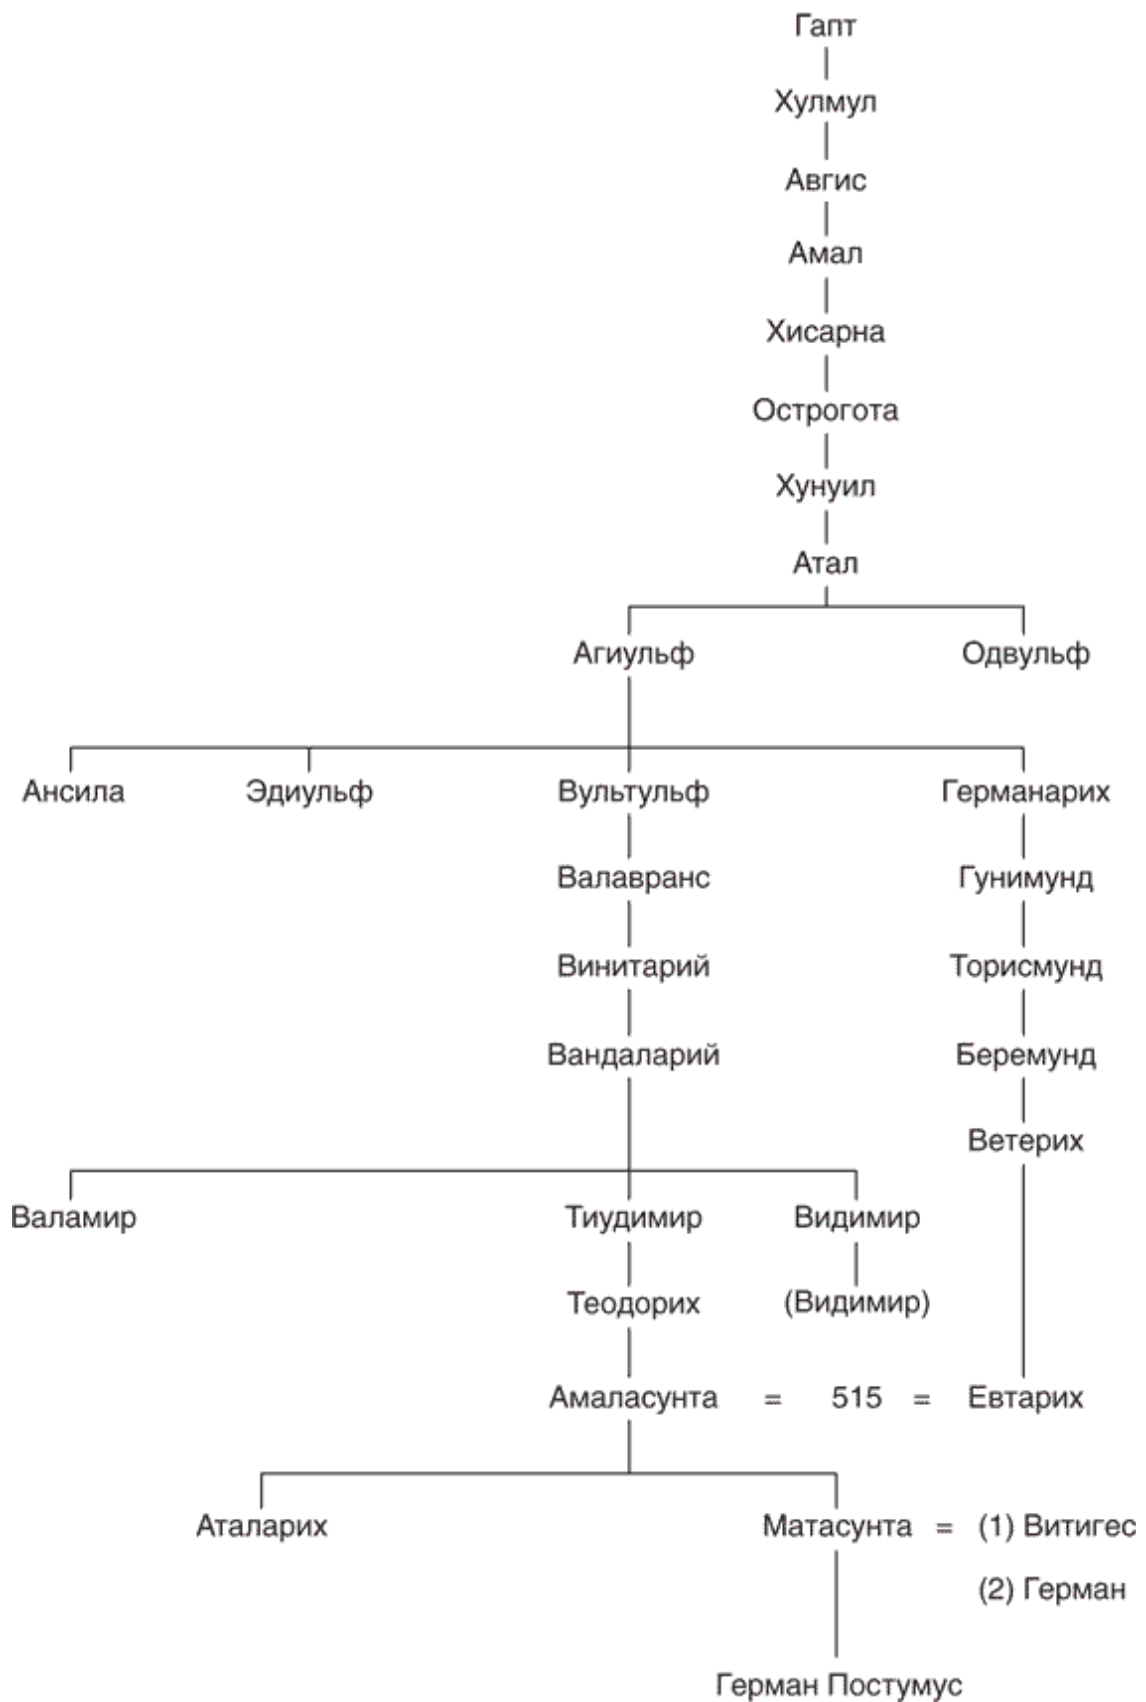 Гапт
Хулмул
Авгис
Амал
Хисарна
Острогота
Хунуил
Атал
Агиульф Одвульф
Ансила Эдиульф Вультульф Германарих
Валавранс Гунимунд
Винитарий Торисмунд
Вандаларий Беремунд
Ветерих
Валамир Тиудимир Видимир
Теодорих (Видимир)
Амаласунта = 515 = Евтарих
Аталарих Матасунта = (1) Витигес
(2) Герман
Герман Постумус